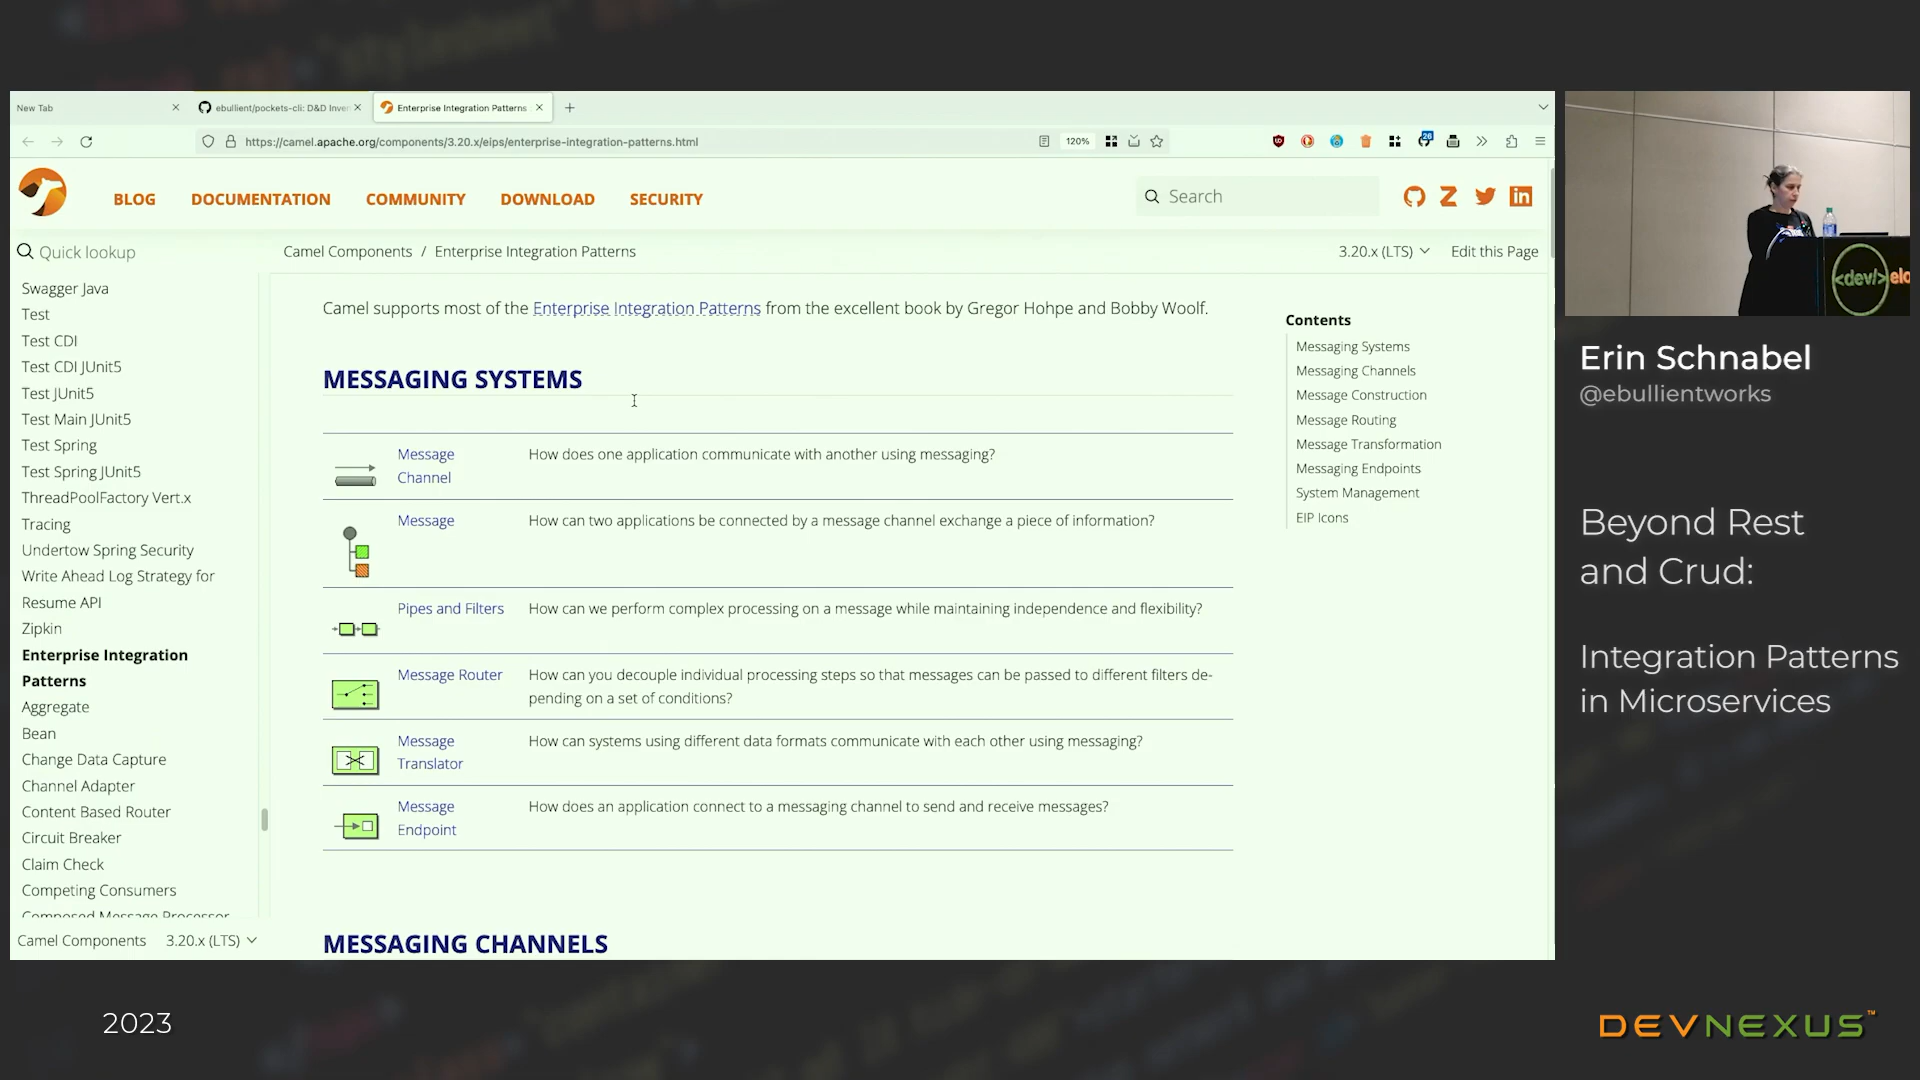 New Tab
ebullient/pockets-cli: D&D Inver
Enterprise Integration Patterns
https://camel.apache.org/components/3.20.x/eips/enterprise-integration-patterns.html
120%
26
BLOG DOCUMENTATION COMMUNITY DOWNLOAD SECURITY
Search
Quick lookup
Camel Components / Enterprise Integration Patterns
3.20.x (LTS)
Edit this Page
Swagger Java
Test
Test CDI
Test CDI JUnit5
Test JUnit5
Test Main JUnit5
Test Spring
Test Spring JUnit5
ThreadPoolFactory Vert.x
Tracing
Undertow Spring Security
Write Ahead Log Strategy for
Resume API
Zipkin
Enterprise Integration
Patterns
Aggregate
Bean
Change Data Capture
Channel Adapter
Content Based Router
Circuit Breaker
Claim Check
Competing Consumers
Composed Message Processor
Camel Components 3.20.x (LTS)
Camel supports most of the Enterprise Integration Patterns from the excellent book by Gregor Hohpe and Bobby Woolf.
MESSAGING SYSTEMS
Message
Channel
How does one application communicate with another using messaging?
Message
How can two applications be connected by a message channel exchange a piece of information?
Pipes and Filters
How can we perform complex processing on a message while maintaining independence and flexibility?
Message Router
How can you decouple individual processing steps so that messages can be passed to different filters de-
pending on a set of conditions?
Message
Translator
How can systems using different data formats communicate with each other using messaging?
Message
Endpoint
How does an application connect to a messaging channel to send and receive messages?
MESSAGING CHANNELS
Contents
Messaging Systems
Messaging Channels
Message Construction
Message Routing
Message Transformation
Messaging Endpoints
System Management
EIP Icons
<dev/>elo
Erin Schnabel
@ebullientworks
Beyond Rest
and Crud:
Integration Patterns
in Microservices
2023
DEVNEXUS™